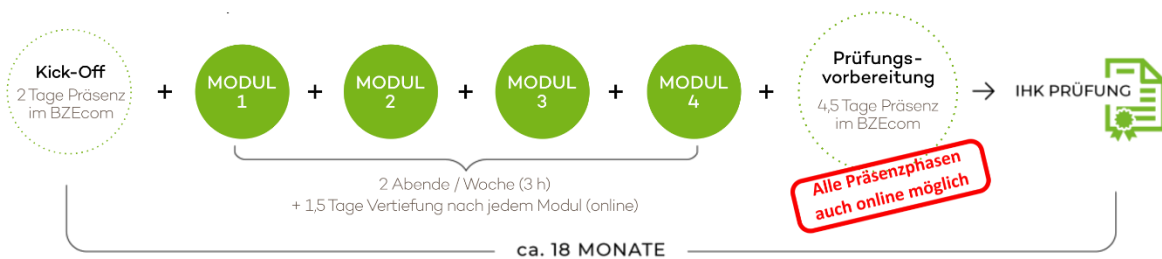 Kick-Off
2 Tage Präsenz
im BZEcom
+
MODUL
1
+
MODUL
2
+
MODUL
3
+
MODUL
4
+
Prüfungs-
vorbereitung
4,5 Tage Präsenz
im BZEcom
→
IHK PRÜFUNG
Alle Präsenzphasen
auch online möglich
2 Abende / Woche (3 h)
+ 1,5 Tage Vertiefung nach jedem Modul (online)
ca. 18 MONATE